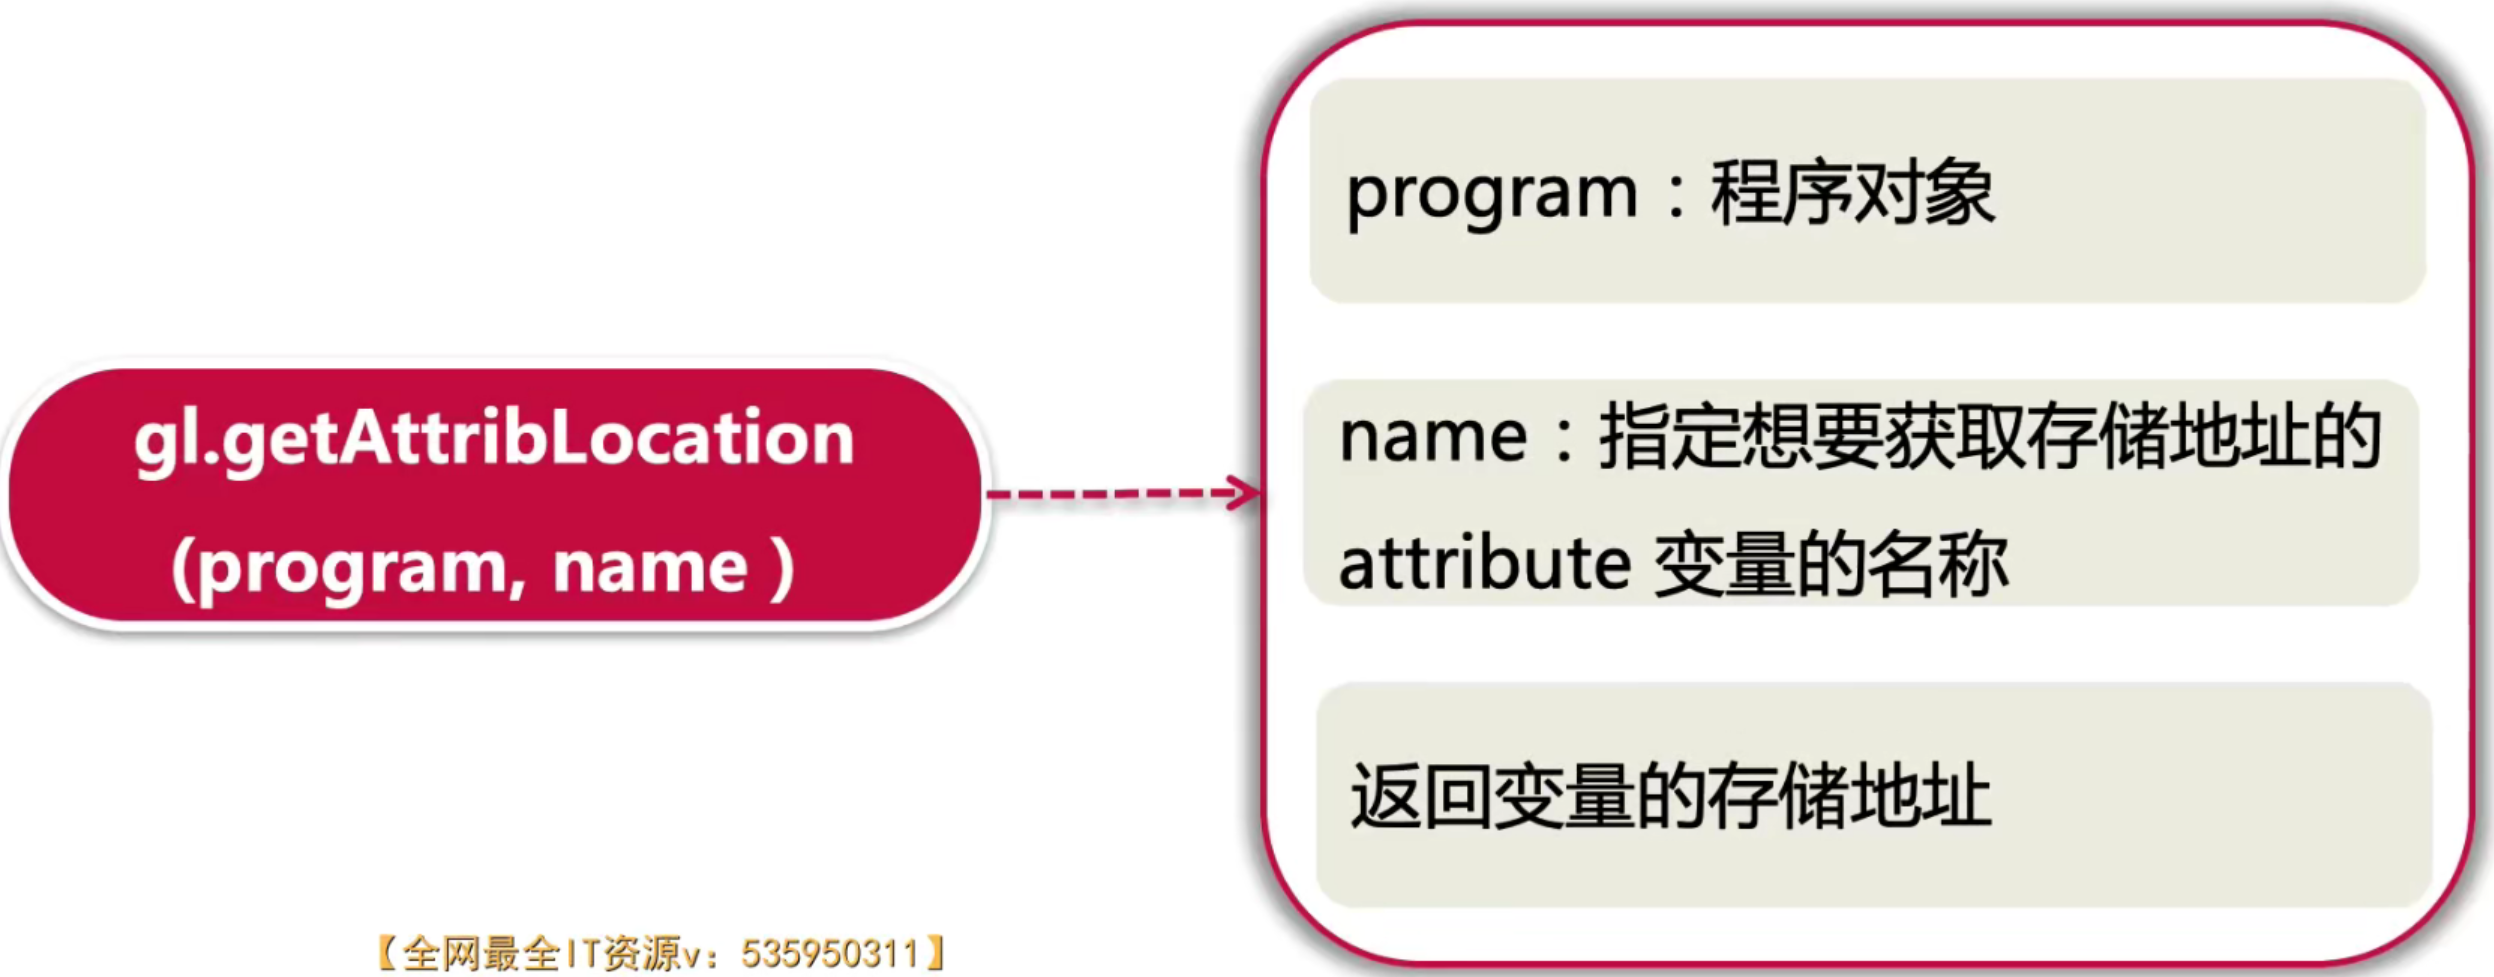 gl.getAttribLocation
(program, name )
program：程序对象
name：指定想要获取存储地址的
attribute 变量的名称
返回变量的存储地址
【全网最全IT资源v：535950311】